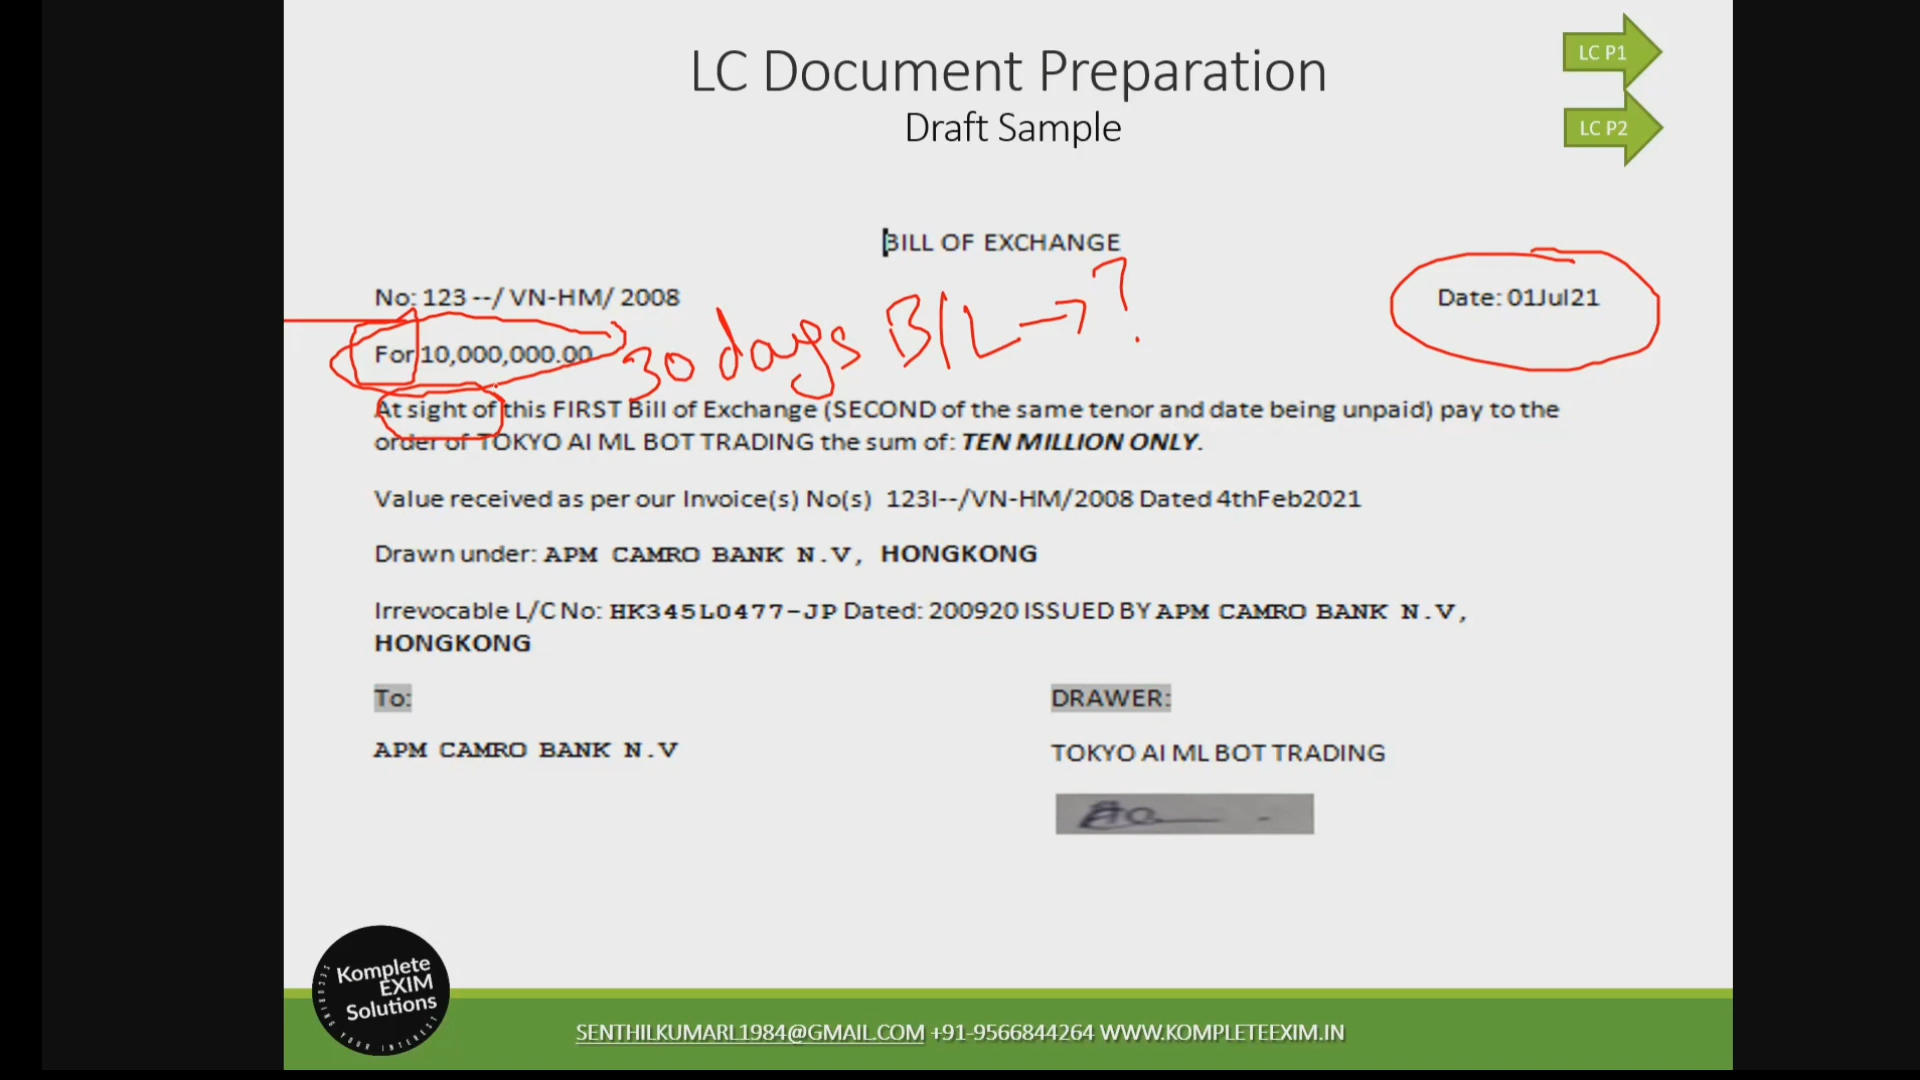 LC Document Preparation
Draft Sample
LC P1
LC P2
BILL OF EXCHANGE
No: 123 --/ VN-HM/ 2008
Date: 01Jul21
For 10,000,000.00
30 days B/L → ?
At sight of this FIRST Bill of Exchange (SECOND of the same tenor and date being unpaid) pay to the
order of TOKYO AI ML BOT TRADING the sum of: TEN MILLION ONLY.
Value received as per our Invoice(s) No(s) 123I--/VN-HM/2008 Dated 4thFeb2021
Drawn under: APM CAMRO BANK N.V, HONGKONG
Irrevocable L/C No: HK345L0477-JP Dated: 200920 ISSUED BY APM CAMRO BANK N.V,
HONGKONG
To:
DRAWER:
APM CAMRO BANK N.V
TOKYO AI ML BOT TRADING
Komplete
EXIM
Solutions
SECURING YOUR INTEREST
SENTHILKUMARL1984@GMAIL.COM +91-9566844264 WWW.KOMPLETEEXIM.IN